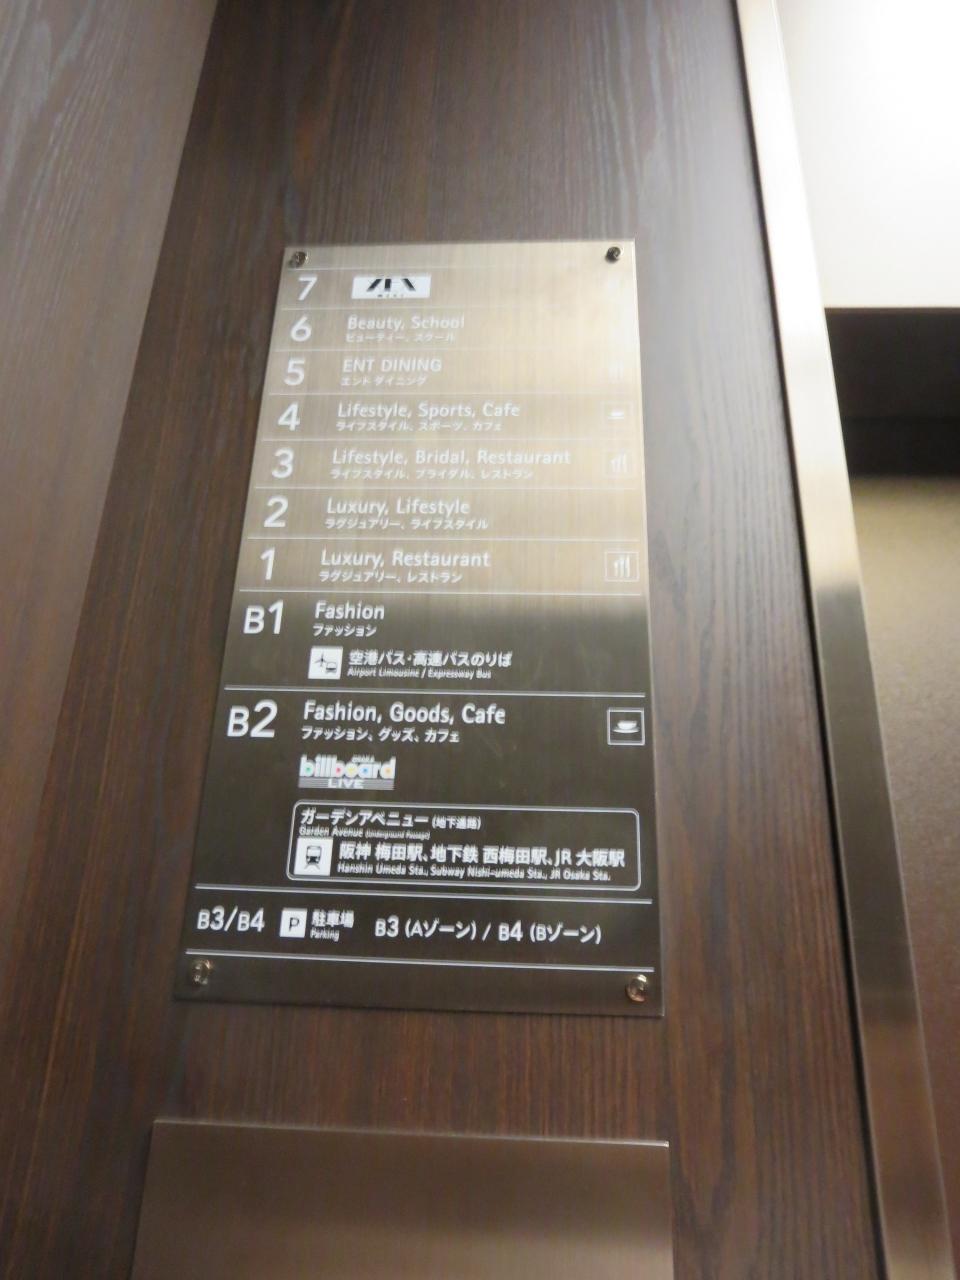 7
6 Beauty, School
ビューティー、スクール
5 ENT DINING
エンドダイニング
4 Lifestyle, Sports, Cafe
ライフスタイル、スポーツ、カフェ
3 Lifestyle, Bridal, Restaurant
ライフスタイル、ブライダル、レストラン
2 Luxury, Lifestyle
ラグジュアリー、ライフスタイル
1 Luxury, Restaurant
ラグジュアリー、レストラン
B1 Fashion
ファッション
空港バス・高速バスのりば
Airport Limousine / Expressway Bus
B2 Fashion, Goods, Cafe
ファッション、グッズ、カフェ
billboard
LIVE
ガーデンアベニュー (地下通路)
Garden Avenue (Underground Passage)
阪神 梅田駅、地下鉄 西梅田駅、JR 大阪駅
Hanshin Umeda Sta., Subway Nishi-umeda Sta., JR Osaka Sta.
B3/B4 P 駐車場 B3 (Aゾーン) / B4 (Bゾーン)
Parking